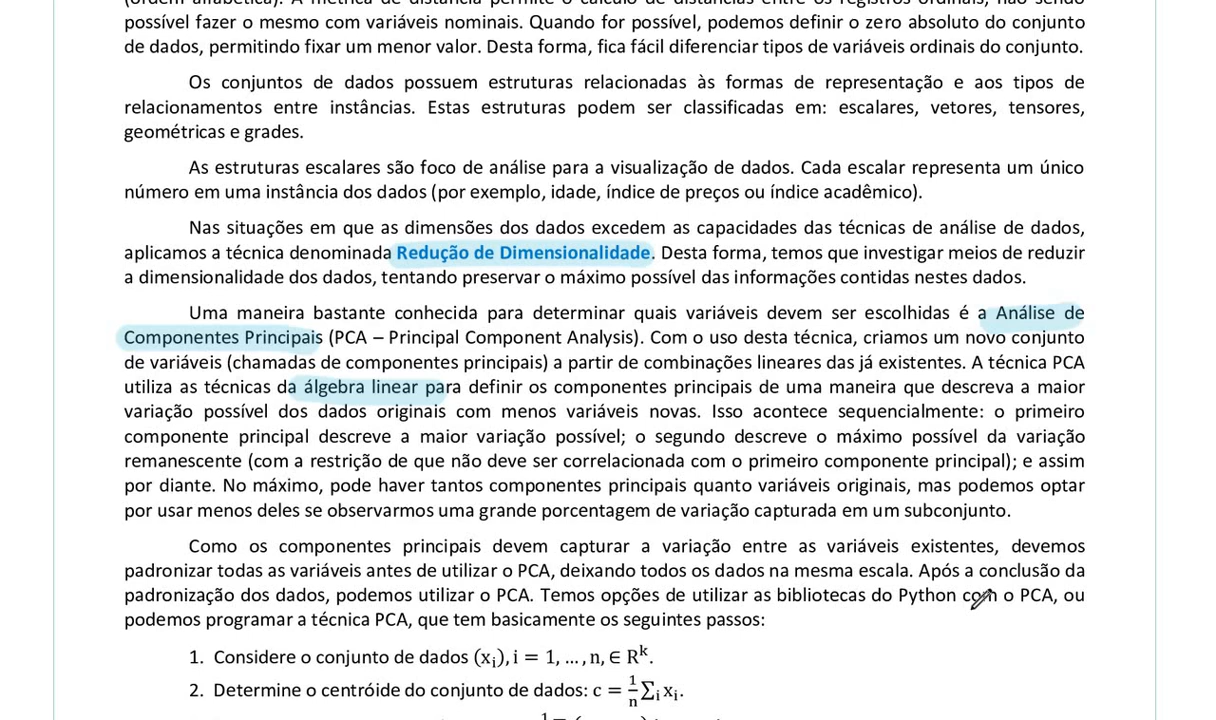 (ordem alfabética). A métrica de distância permite o cálculo de distâncias entre os registros ordinais, não sendo
possível fazer o mesmo com variáveis nominais. Quando for possível, podemos definir o zero absoluto do conjunto
de dados, permitindo fixar um menor valor. Desta forma, fica fácil diferenciar tipos de variáveis ordinais do conjunto.
Os conjuntos de dados possuem estruturas relacionadas às formas de representação e aos tipos de
relacionamentos entre instâncias. Estas estruturas podem ser classificadas em: escalares, vetores, tensores,
geométricas e grades.
As estruturas escalares são foco de análise para a visualização de dados. Cada escalar representa um único
número em uma instância dos dados (por exemplo, idade, índice de preços ou índice acadêmico).
Nas situações em que as dimensões dos dados excedem as capacidades das técnicas de análise de dados,
aplicamos a técnica denominada Redução de Dimensionalidade. Desta forma, temos que investigar meios de reduzir
a dimensionalidade dos dados, tentando preservar o máximo possível das informações contidas nestes dados.
Uma maneira bastante conhecida para determinar quais variáveis devem ser escolhidas é a Análise de
Componentes Principais (PCA – Principal Component Analysis). Com o uso desta técnica, criamos um novo conjunto
de variáveis (chamadas de componentes principais) a partir de combinações lineares das já existentes. A técnica PCA
utiliza as técnicas da álgebra linear para definir os componentes principais de uma maneira que descreva a maior
variação possível dos dados originais com menos variáveis novas. Isso acontece sequencialmente: o primeiro
componente principal descreve a maior variação possível; o segundo descreve o máximo possível da variação
remanescente (com a restrição de que não deve ser correlacionada com o primeiro componente principal); e assim
por diante. No máximo, pode haver tantos componentes principais quanto variáveis originais, mas podemos optar
por usar menos deles se observarmos uma grande porcentagem de variação capturada em um subconjunto.
Como os componentes principais devem capturar a variação entre as variáveis existentes, devemos
padronizar todas as variáveis antes de utilizar o PCA, deixando todos os dados na mesma escala. Após a conclusão da
padronização dos dados, podemos utilizar o PCA. Temos opções de utilizar as bibliotecas do Python com o PCA, ou
podemos programar a técnica PCA, que tem basicamente os seguintes passos:
1. Considere o conjunto de dados (xᵢ), i = 1, ..., n, ∈ Rᵏ.
2. Determine o centróide do conjunto de dados: c = 1/n ∑ᵢ xᵢ.